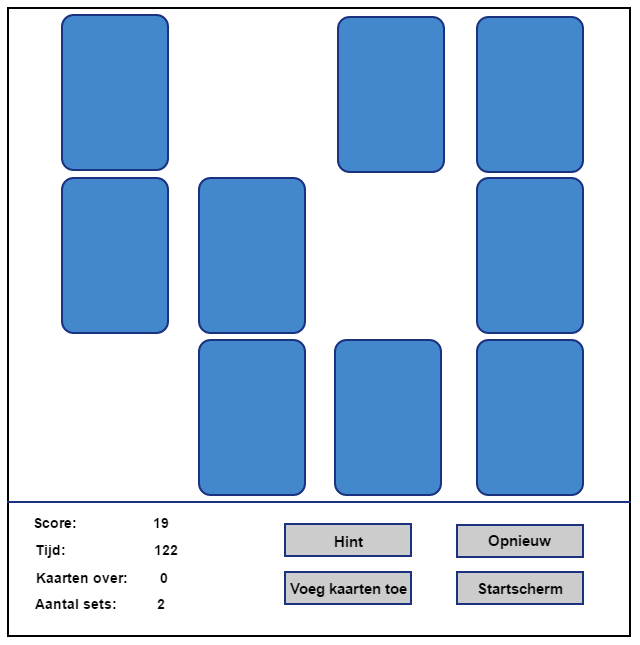 Score: 19
Tijd: 122
Kaarten over: 0
Aantal sets: 2
Hint
Opnieuw
Voeg kaarten toe
Startscherm